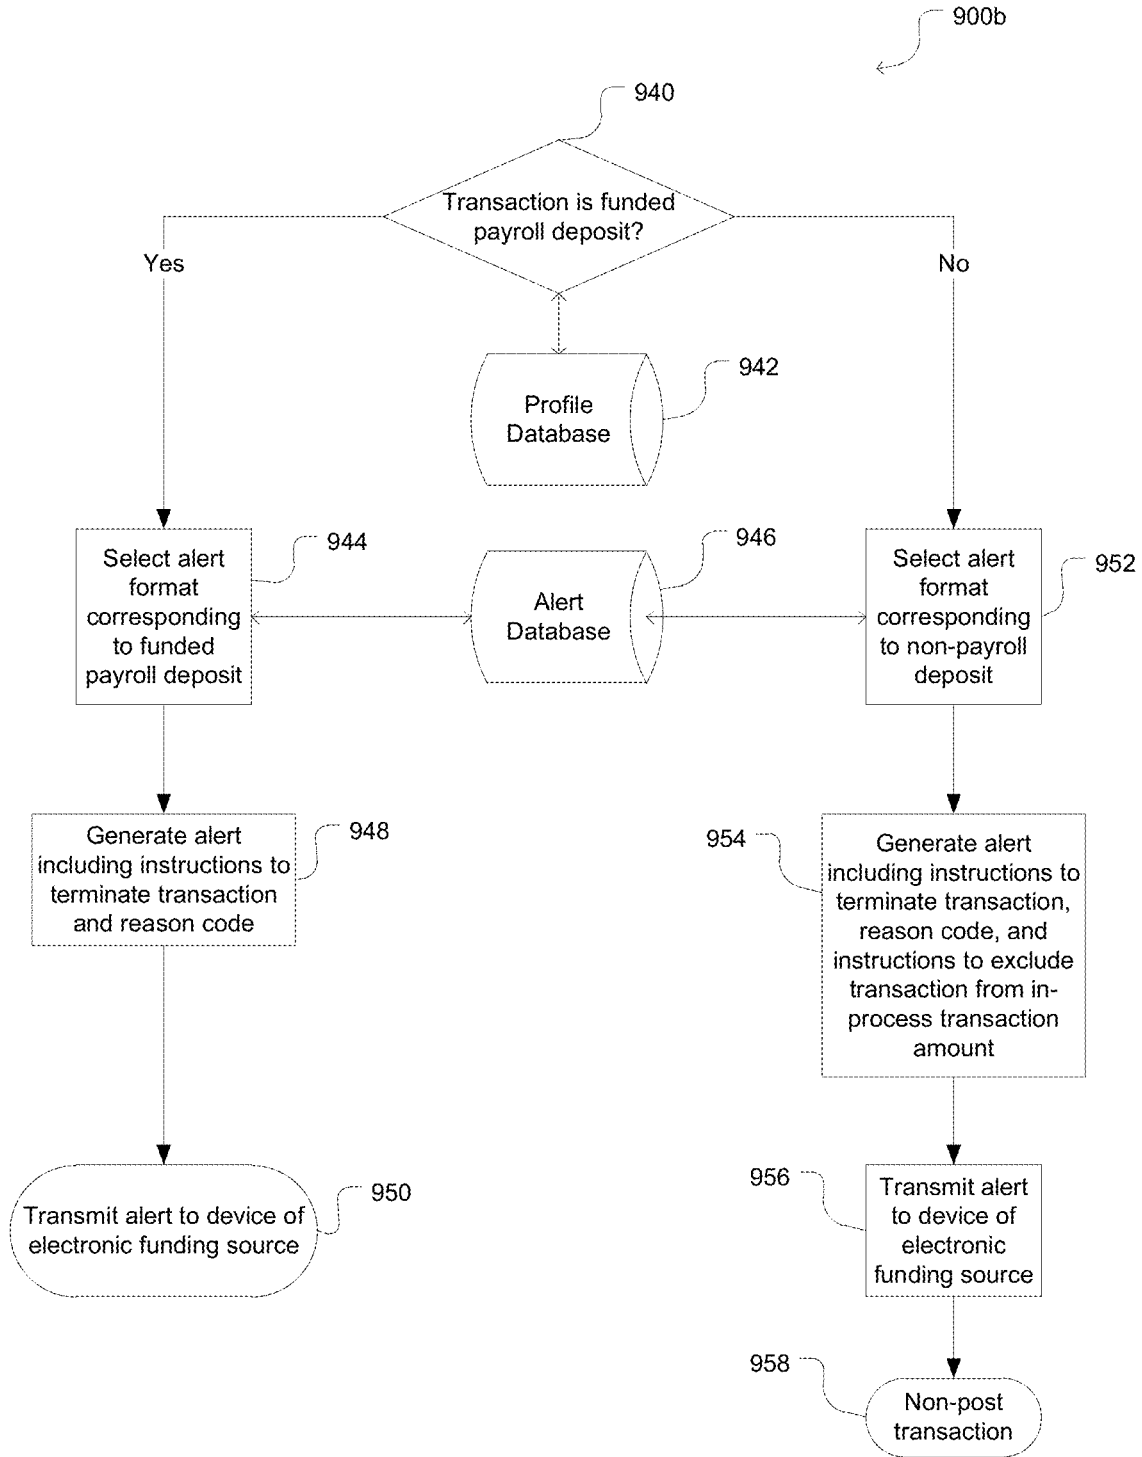 900b
940
Transaction is funded
payroll deposit?
Yes
No
942
Profile
Database
944
Select alert
format
corresponding
to funded
payroll deposit
946
Alert
Database
952
Select alert
format
corresponding
to non-payroll
deposit
948
Generate alert
including instructions to
terminate transaction
and reason code
954
Generate alert
including instructions to
terminate transaction,
reason code, and
instructions to exclude
transaction from in-
process transaction
amount
950
Transmit alert to device of
electronic funding source
956
Transmit alert
to device of
electronic
funding source
958
Non-post
transaction